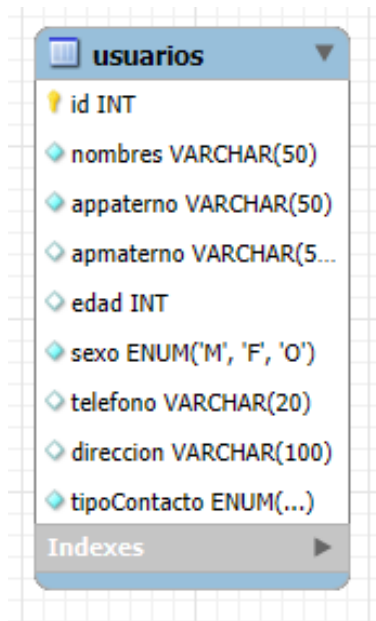 usuarios
id INT
nombres VARCHAR(50)
appaterno VARCHAR(50)
apmaterno VARCHAR(5...
edad INT
sexo ENUM('M', 'F', 'O')
telefono VARCHAR(20)
direccion VARCHAR(100)
tipoContacto ENUM(...)
Indexes